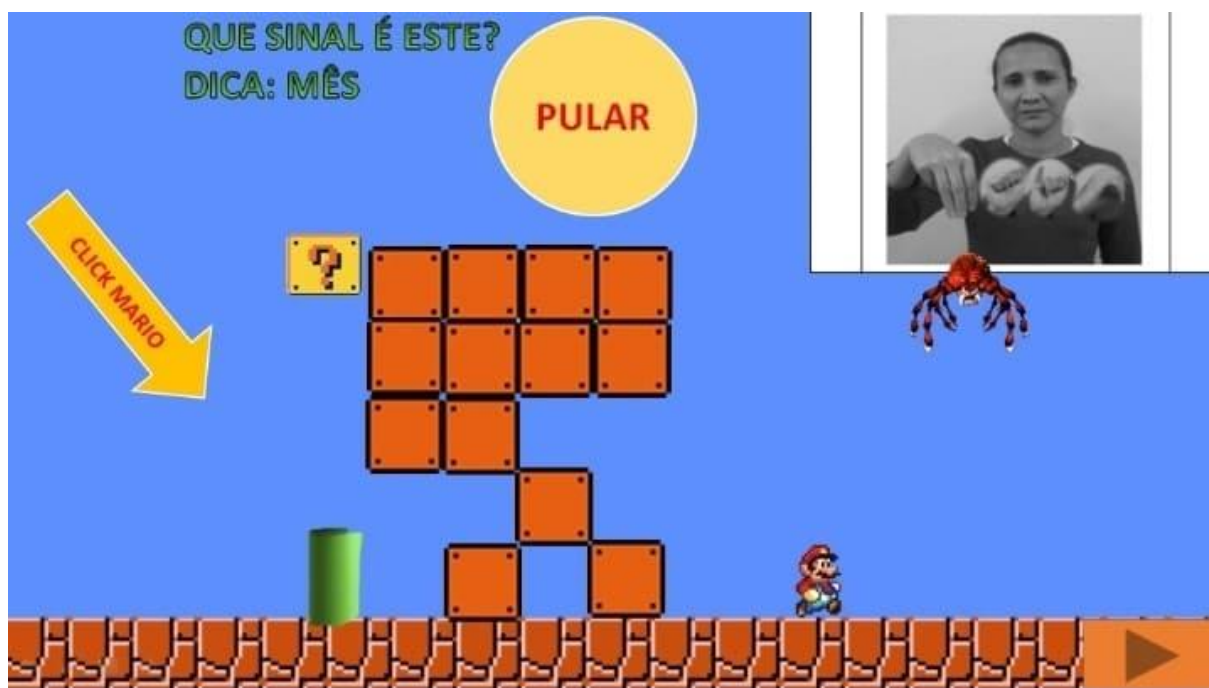 QUE SINAL É ESTE?
DICA: MÊS
PULAR
CLICK MARIO
?